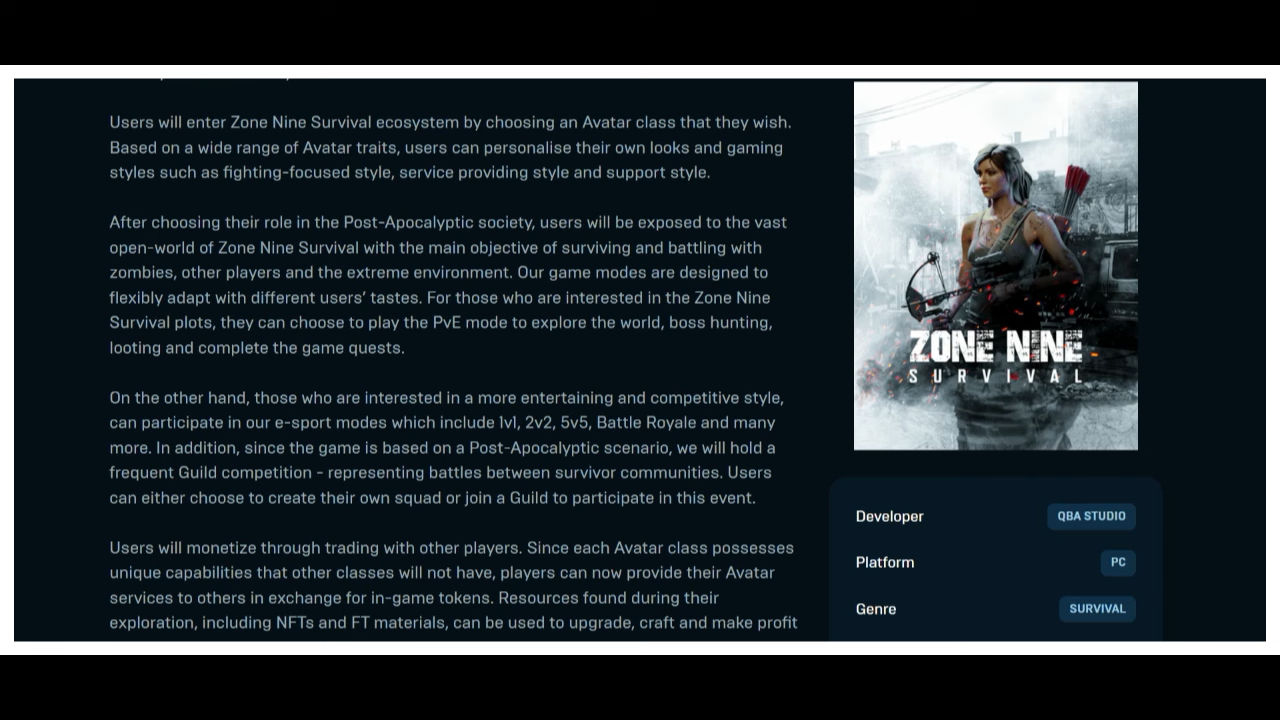 Users will enter Zone Nine Survival ecosystem by choosing an Avatar class that they wish.
Based on a wide range of Avatar traits, users can personalise their own looks and gaming
styles such as fighting-focused style, service providing style and support style.
After choosing their role in the Post-Apocalyptic society, users will be exposed to the vast
open-world of Zone Nine Survival with the main objective of surviving and battling with
zombies, other players and the extreme environment. Our game modes are designed to
flexibly adapt with different users' tastes. For those who are interested in the Zone Nine
Survival plots, they can choose to play the PvE mode to explore the world, boss hunting,
looting and complete the game quests.
On the other hand, those who are interested in a more entertaining and competitive style,
can participate in our e-sport modes which include 1v1, 2v2, 5v5, Battle Royale and many
more. In addition, since the game is based on a Post-Apocalyptic scenario, we will hold a
frequent Guild competition - representing battles between survivor communities. Users
can either choose to create their own squad or join a Guild to participate in this event.
Users will monetize through trading with other players. Since each Avatar class possesses
unique capabilities that other classes will not have, players can now provide their Avatar
services to others in exchange for in-game tokens. Resources found during their
exploration, including NFTs and FT materials, can be used to upgrade, craft and make profit
ZONE NINE
SURVIVAL
Developer QBA STUDIO
Platform PC
Genre SURVIVAL